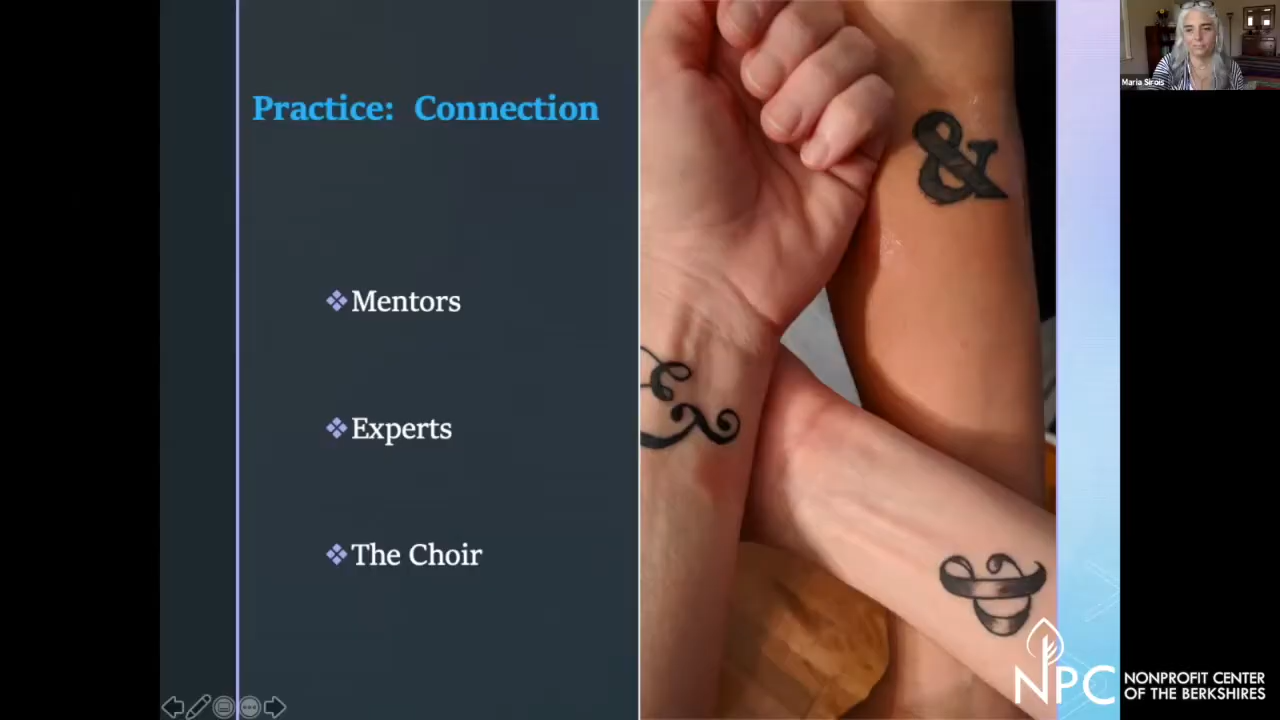 Practice: Connection
Mentors
Experts
The Choir
&
&
&
Maria Sirois
NPC NONPROFIT CENTER
OF THE BERKSHIRES